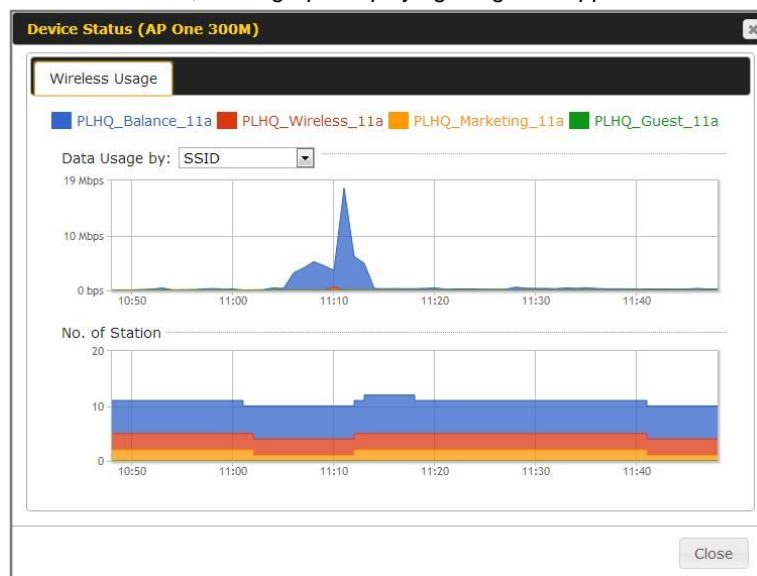 Device Status (AP One 300M)
Wireless Usage
PLHQ_Balance_11a PLHQ_Wireless_11a PLHQ_Marketing_11a PLHQ_Guest_11a
Data Usage by: SSID
19 Mbps
10 Mbps
0 bps
10:50 11:00 11:10 11:20 11:30 11:40
No. of Station
20
10
0
10:50 11:00 11:10 11:20 11:30 11:40
Close